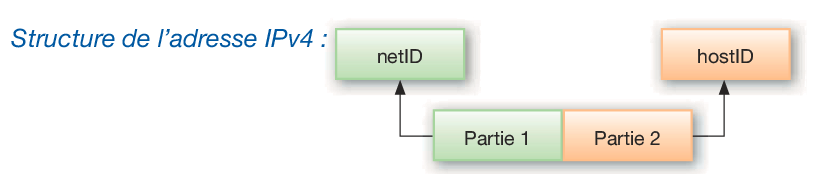 Structure de l’adresse IPv4 :
netID
hostID
Partie 1
Partie 2